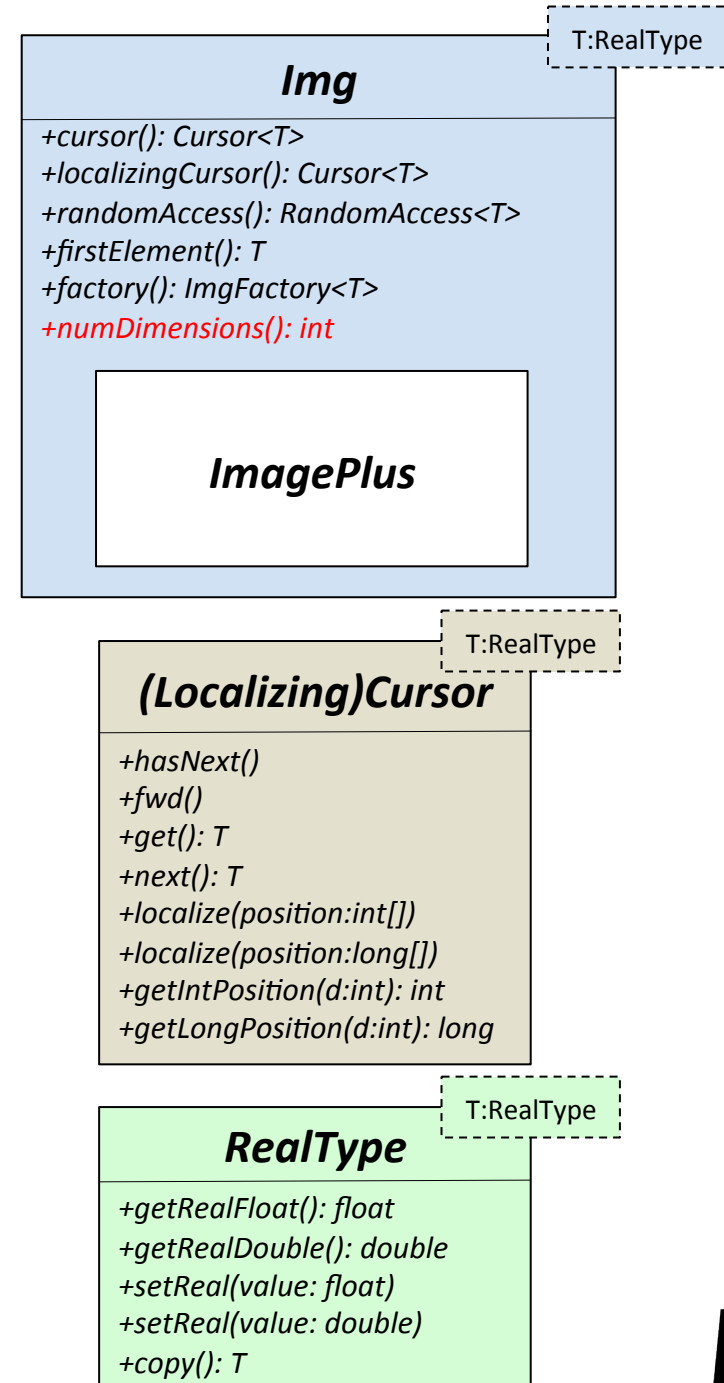 T:RealType
Img
+cursor(): Cursor<T>
+localizingCursor(): Cursor<T>
+randomAccess(): RandomAccess<T>
+firstElement(): T
+factory(): ImgFactory<T>
+numDimensions(): int
ImagePlus
T:RealType
(Localizing)Cursor
+hasNext()
+fwd()
+get(): T
+next(): T
+localize(position:int[])
+localize(position:long[])
+getIntPosition(d:int): int
+getLongPosition(d:int): long
T:RealType
RealType
+getRealFloat(): float
+getRealDouble(): double
+setReal(value: float)
+setReal(value: double)
+copy(): T